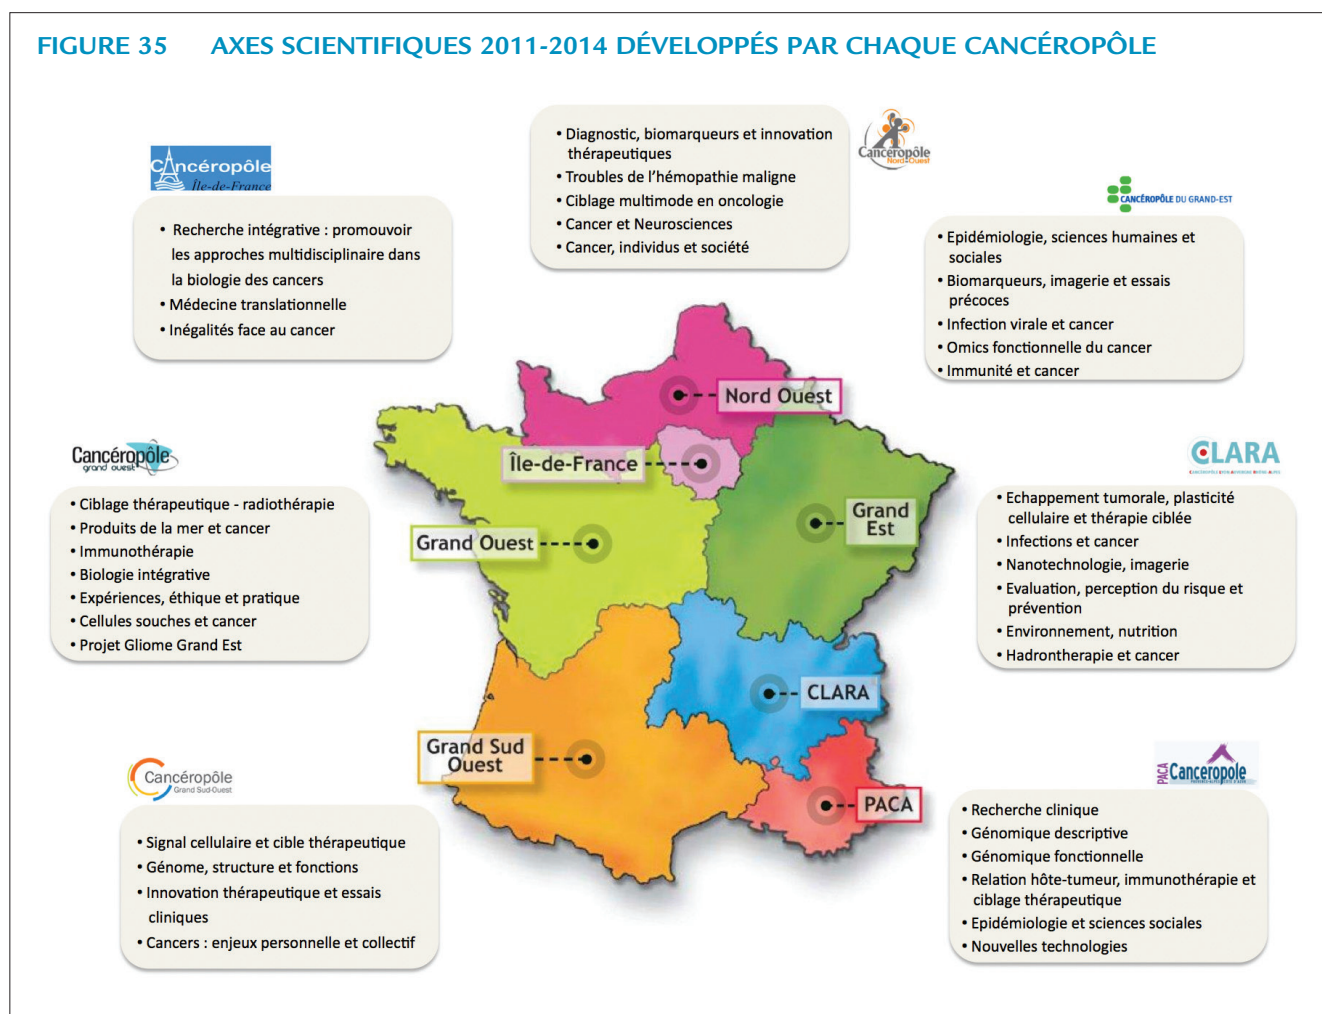 FIGURE 35 AXES SCIENTIFIQUES 2011-2014 DÉVELOPPÉS PAR CHAQUE CANCÉROPÔLE
Cancéropôle
Île-de-France
• Recherche intégrative : promouvoir
les approches multidisciplinaire dans
la biologie des cancers
• Médecine translationnelle
• Inégalités face au cancer
• Diagnostic, biomarqueurs et innovation
thérapeutiques
• Troubles de l’hémopathie maligne
• Ciblage multimode en oncologie
• Cancer et Neurosciences
• Cancer, individus et société
Cancéropôle
Nord-Ouest
CANCÉROPÔLE DU GRAND-EST
• Epidémiologie, sciences humaines et
sociales
• Biomarqueurs, imagerie et essais
précoces
• Infection virale et cancer
• Omics fonctionnelle du cancer
• Immunité et cancer
Cancéropôle
grand ouest
• Ciblage thérapeutique - radiothérapie
• Produits de la mer et cancer
• Immunothérapie
• Biologie intégrative
• Expériences, éthique et pratique
• Cellules souches et cancer
• Projet Gliome Grand Est
Nord Ouest
Île-de-France
Grand Ouest
Grand
Est
CLARA
Grand Sud
Ouest
PACA
CLARA
CANCÉROPÔLE LYON AUVERGNE RHÔNE-ALPES
• Echappement tumorale, plasticité
cellulaire et thérapie ciblée
• Infections et cancer
• Nanotechnologie, imagerie
• Evaluation, perception du risque et
prévention
• Environnement, nutrition
• Hadrontherapie et cancer
Cancéropôle
Grand Sud-Ouest
• Signal cellulaire et cible thérapeutique
• Génome, structure et fonctions
• Innovation thérapeutique et essais
cliniques
• Cancers : enjeux personnelle et collectif
PACA
Canceropole
• Recherche clinique
• Génomique descriptive
• Génomique fonctionnelle
• Relation hôte-tumeur, immunothérapie et
ciblage thérapeutique
• Epidémiologie et sciences sociales
• Nouvelles technologies